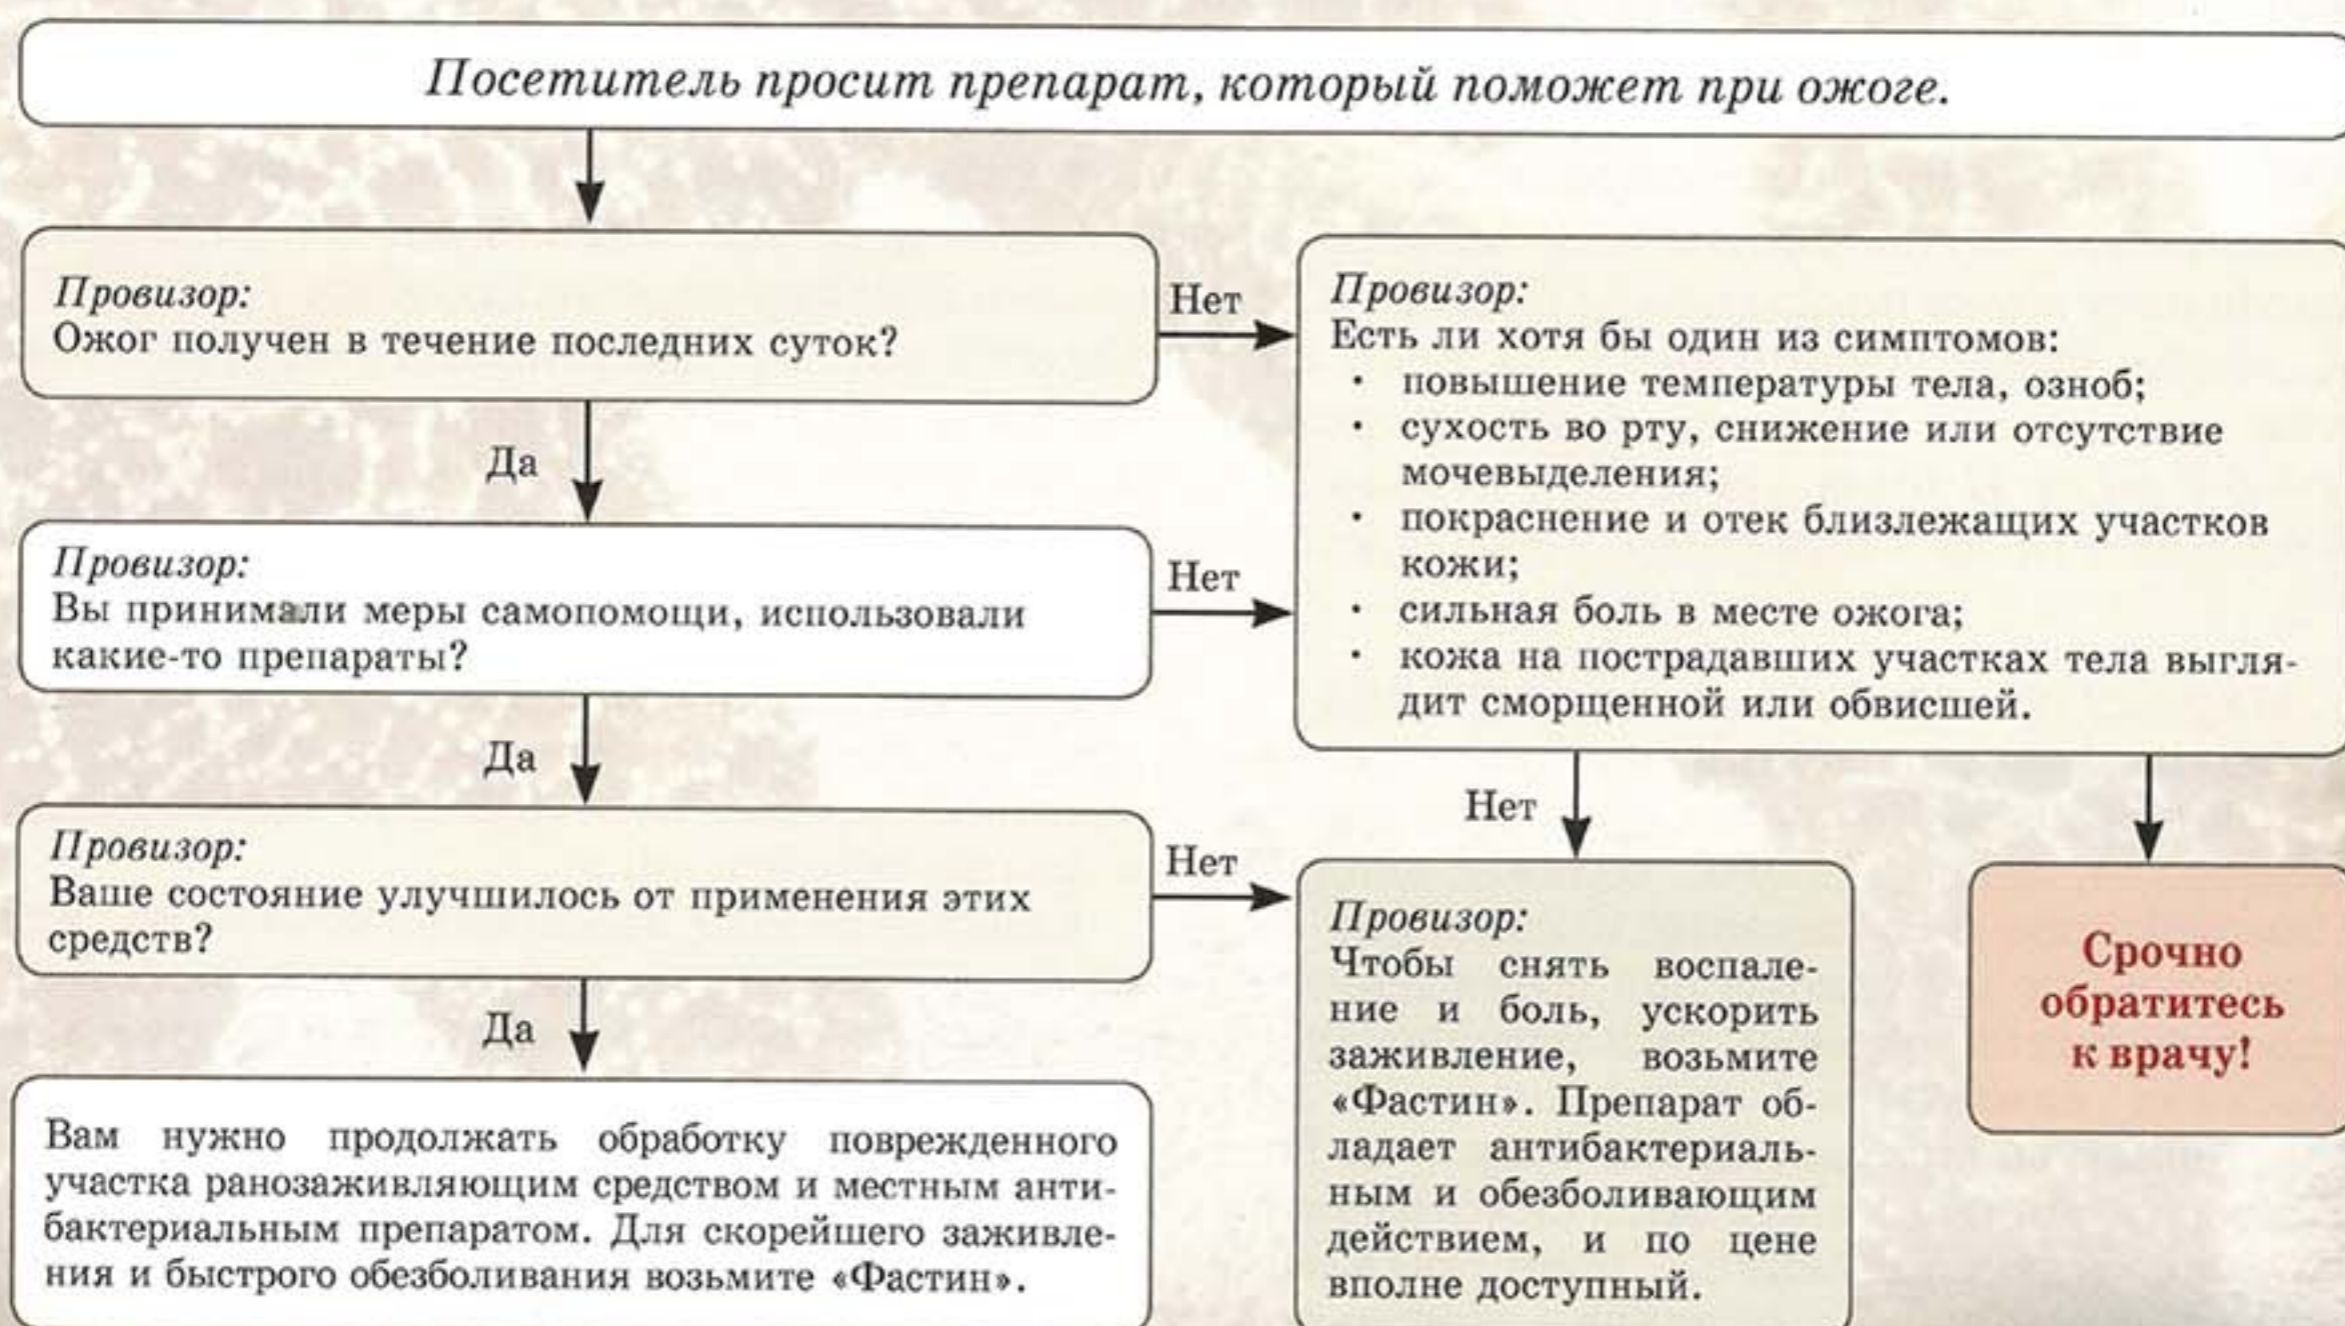 Посетитель просит препарат, который поможет при ожоге.
Провизор:
Ожог получен в течение последних суток?
Нет
Провизор:
Есть ли хотя бы один из симптомов:
· повышение температуры тела, озноб;
· сухость во рту, снижение или отсутствие
мочевыделения;
· покраснение и отек близлежащих участков
кожи;
· сильная боль в месте ожога;
· кожа на пострадавших участках тела выгля-
дит сморщенной или обвисшей.
Да
Провизор:
Вы принимали меры самопомощи, использовали
какие-то препараты?
Нет
Да
Нет
Провизор:
Ваше состояние улучшилось от применения этих
средств?
Нет
Провизор:
Чтобы снять воспале-
ние и боль, ускорить
заживление, возьмите
«Фастин». Препарат об-
ладает антибактериаль-
ным и обезболивающим
действием, и по цене
вполне доступный.
Срочно
обратитесь
к врачу!
Да
Вам нужно продолжать обработку поврежденного
участка ранозаживляющим средством и местным анти-
бактериальным препаратом. Для скорейшего заживле-
ния и быстрого обезболивания возьмите «Фастин».